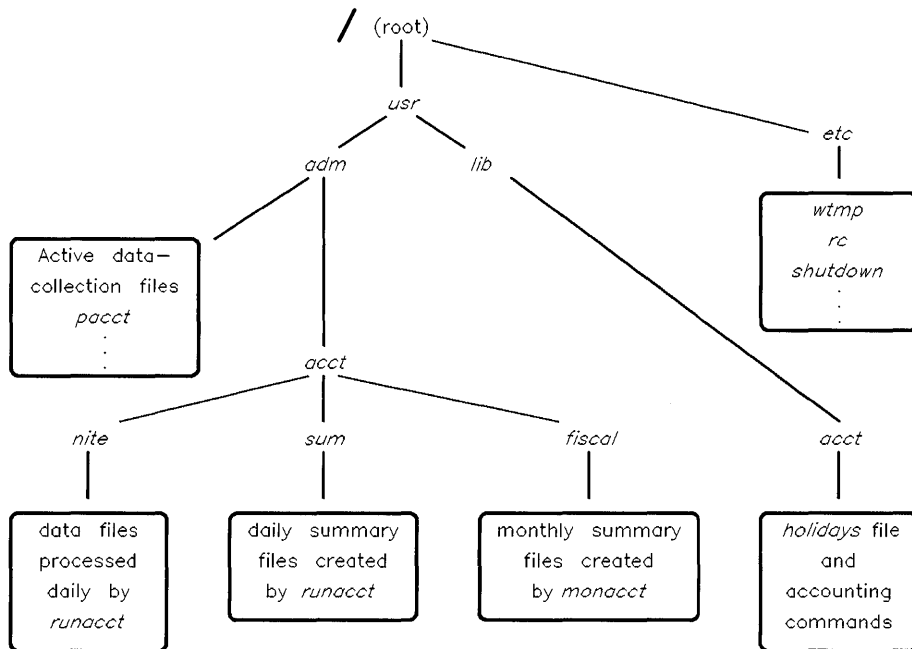 / (root)
usr
etc
adm
lib
wtmp
rc
shutdown
.
.
Active data-
collection files
pacct
.
.
.
acct
nite
sum
fiscal
acct
data files
processed
daily by
runacct
daily summary
files created
by runacct
monthly summary
files created
by monacct
holidays file
and
accounting
commands